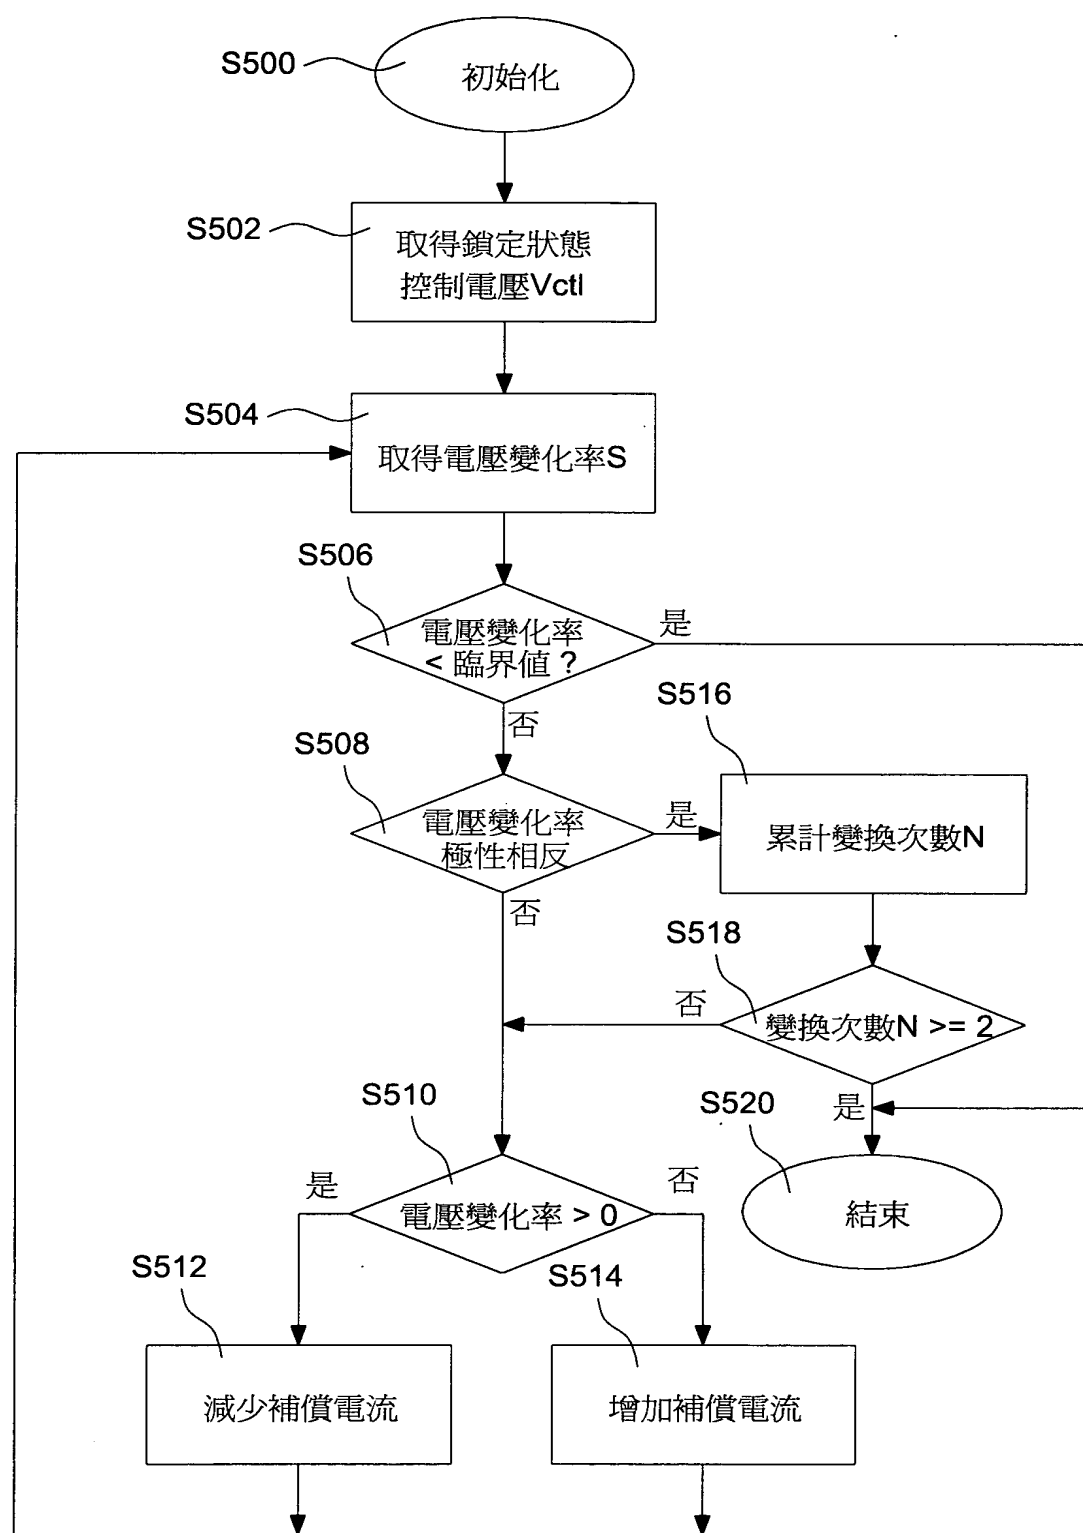 S500
初始化
S502
取得鎖定狀態
控制電壓Vctl
S504
取得電壓變化率S
S506
電壓變化率
< 臨界值 ?
是
否
S516
S508
電壓變化率
極性相反
是
累計變換次數N
否
S518
否
變換次數N >= 2
S510
S520
是
是
電壓變化率 > 0
否
結束
S512
S514
減少補償電流
增加補償電流